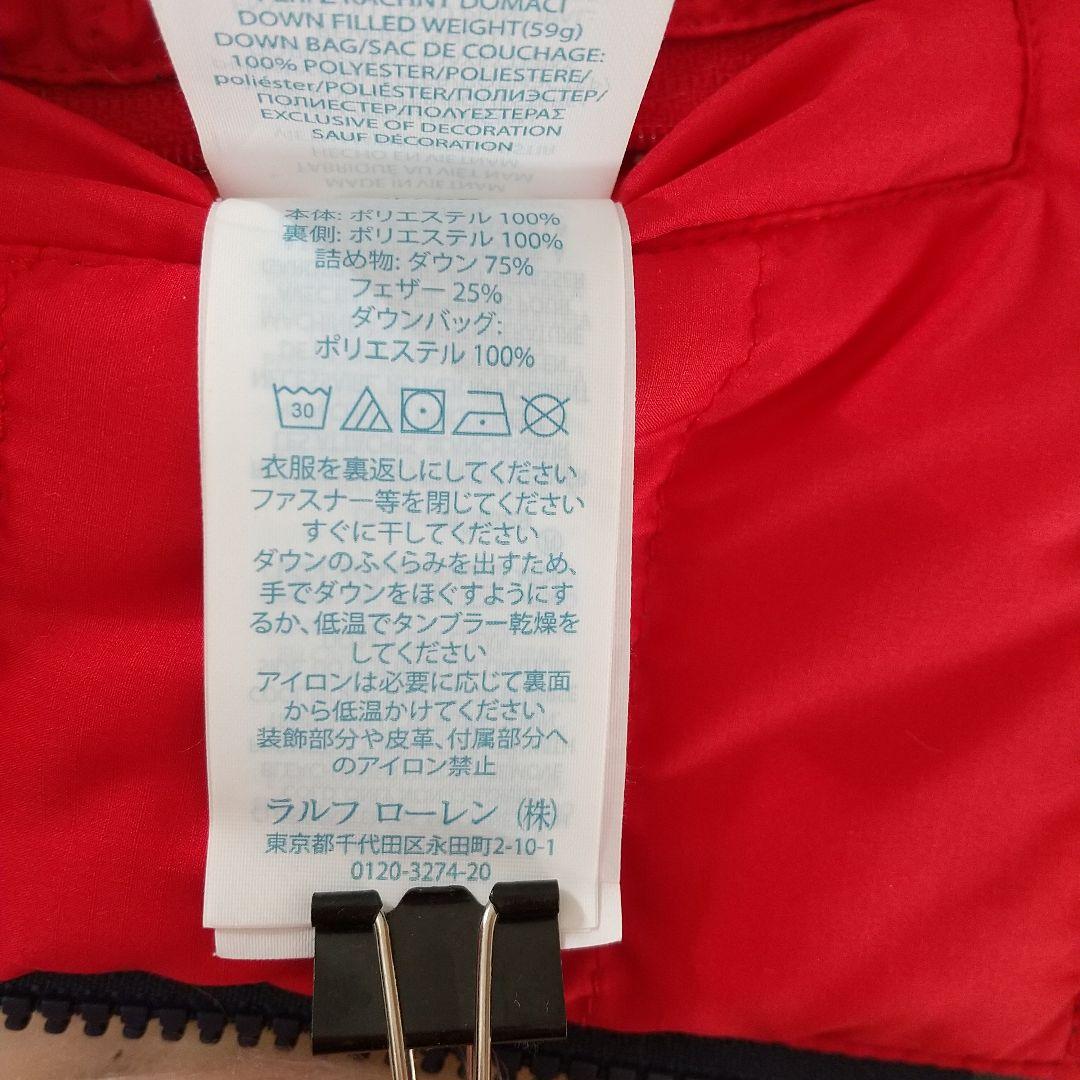 DOWN FILLED WEIGHT(59g)
DOWN BAG/SAC DE COUCHAGE:
100% POLYESTER/POLIESTERE/
poliéster/POLIÉSTER/ПОЛИЭСТЕР/
ПОЛИЕСТЕР/ΠΟΛΥΕΣΤΕΡΑΣ
EXCLUSIVE OF DECORATION
SAUF DÉCORATION
本体: ポリエステル 100%
裏側: ポリエステル 100%
詰め物: ダウン 75%
フェザー 25%
ダウンバッグ:
ポリエステル 100%
30
衣服を裏返しにしてください
ファスナー等を閉じてください
すぐに干してください
ダウンのふくらみを出すため、
手でダウンをほぐすようにす
るか、低温でタンブラー乾燥を
してください
アイロンは必要に応じて裏面
から低温かけてください
装飾部分や皮革、付属部分へ
のアイロン禁止
ラルフ ローレン (株)
東京都千代田区永田町2-10-1
0120-3274-20